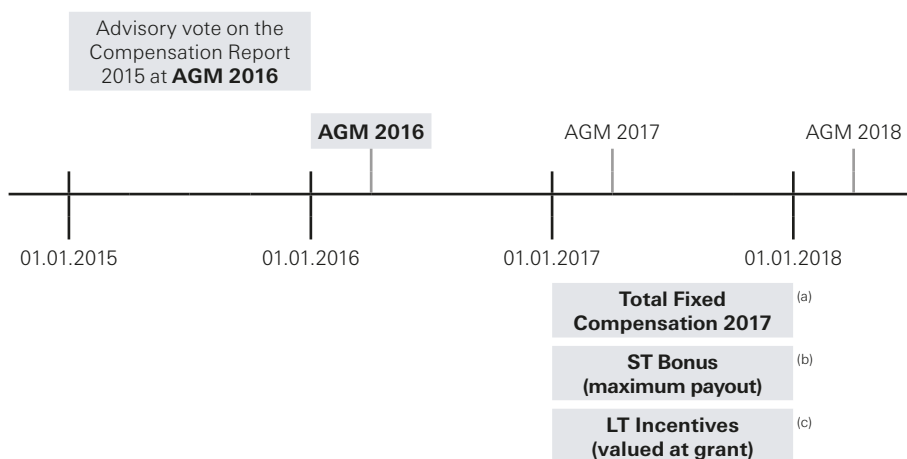 Advisory vote on the
Compensation Report
2015 at AGM 2016
AGM 2016
AGM 2017
AGM 2018
01.01.2015
01.01.2016
01.01.2017
01.01.2018
Total Fixed
Compensation 2017
(a)
ST Bonus
(maximum payout)
(b)
LT Incentives
(valued at grant)
(c)